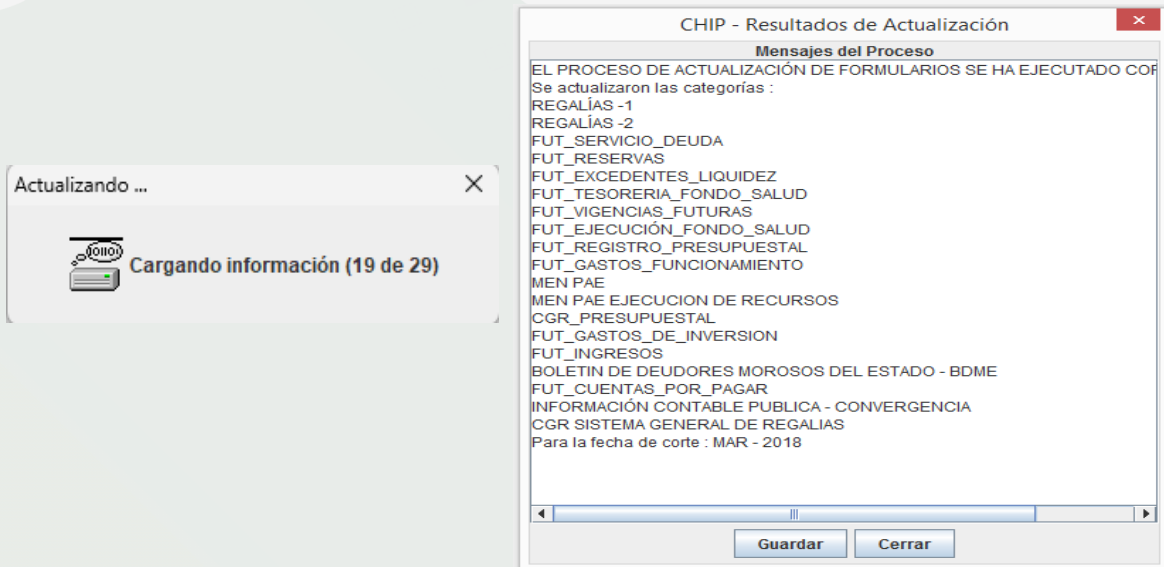 Actualizando ...
Cargando información (19 de 29)
CHIP - Resultados de Actualización
Mensajes del Proceso
EL PROCESO DE ACTUALIZACIÓN DE FORMULARIOS SE HA EJECUTADO
Se actualizaron las categorías :
REGALÍAS -1
REGALÍAS -2
FUT_SERVICIO_DEUDA
FUT_RESERVAS
FUT_EXCEDENTES_LIQUIDEZ
FUT_TESORERIA_FONDO_SALUD
FUT_VIGENCIAS_FUTURAS
FUT_EJECUCIÓN_FONDO_SALUD
FUT_REGISTRO_PRESUPUESTAL
FUT_GASTOS_FUNCIONAMIENTO
MEN PAE
MEN PAE EJECUCION DE RECURSOS
CGR_PRESUPUESTAL
FUT_GASTOS_DE_INVERSION
FUT_INGRESOS
BOLETIN DE DEUDORES MOROSOS DEL ESTADO - BDME
FUT_CUENTAS_POR_PAGAR
INFORMACIÓN CONTABLE PUBLICA - CONVERGENCIA
CGR SISTEMA GENERAL DE REGALIAS
Para la fecha de corte : MAR - 2018
Guardar Cerrar